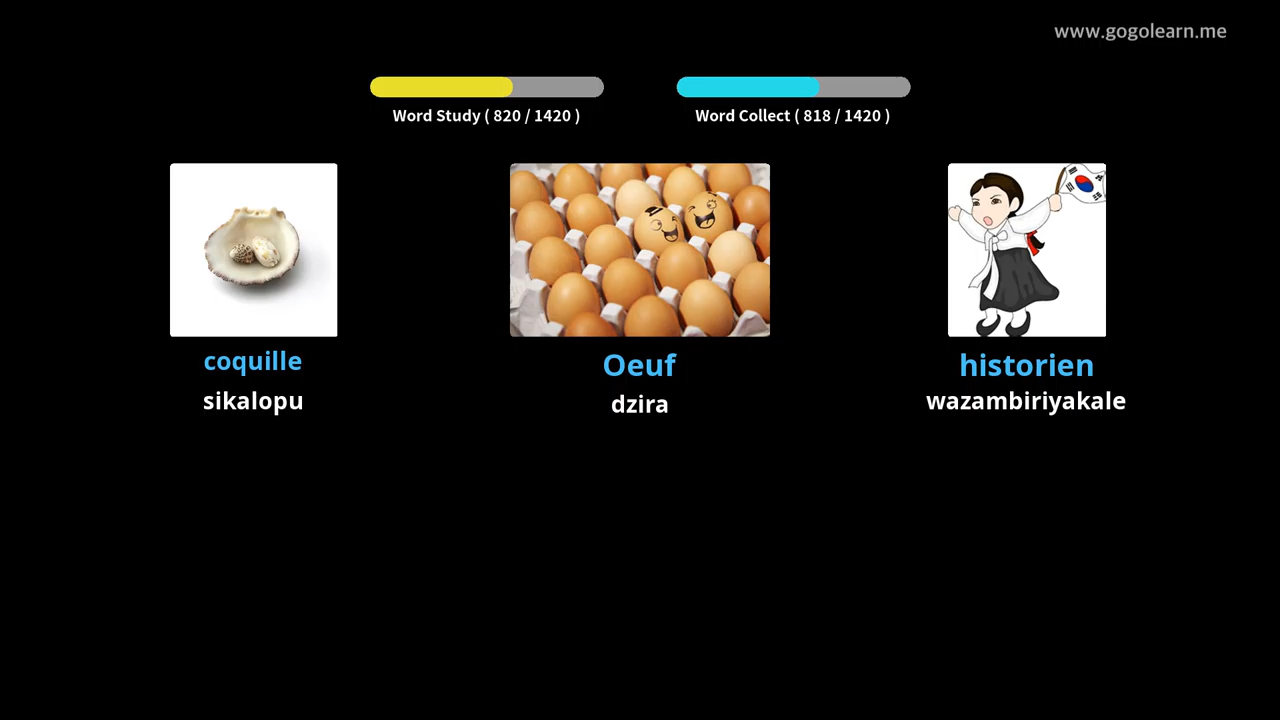 www.gogolearn.me
Word Study ( 820 / 1420 )
Word Collect ( 818 / 1420 )
coquille
sikalopu
Oeuf
dzira
historien
wazambiriyakale